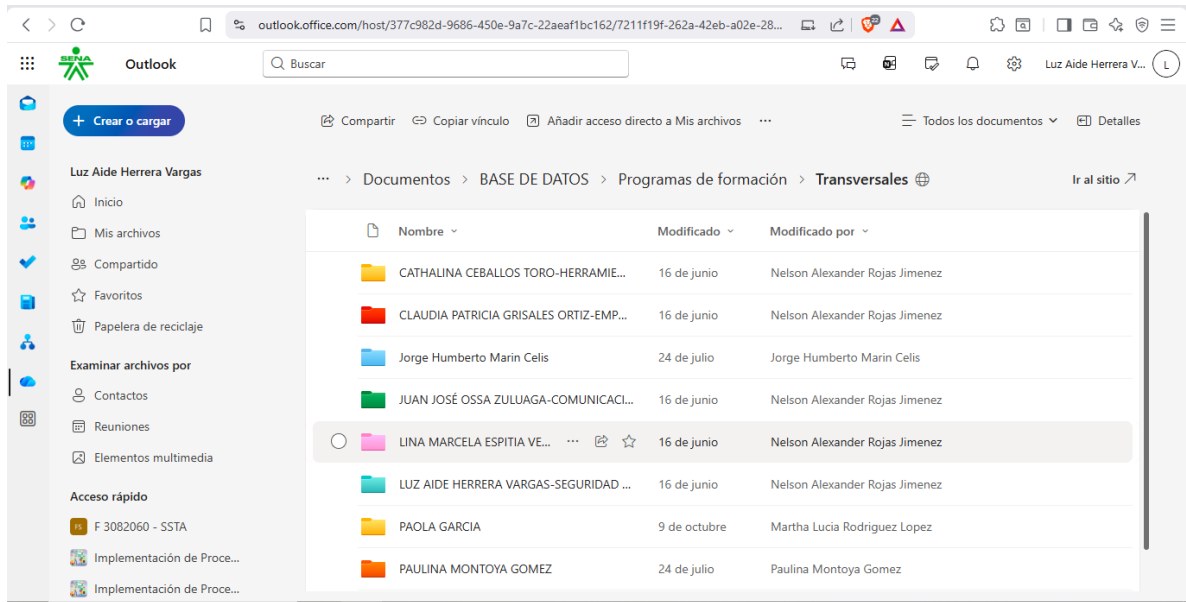 outlook.office.com/host/377c982d-9686-450e-9a7c-22aeaf1bc162/7211f19f-262a-42eb-a02e-28...
22
SENA
Outlook
Buscar
Luz Aide Herrera V...
L
Crear o cargar
Compartir
Copiar vínculo
Añadir acceso directo a Mis archivos
...
Todos los documentos
Detalles
Luz Aide Herrera Vargas
Inicio
Mis archivos
Compartido
Favoritos
Papelera de reciclaje
Examinar archivos por
Contactos
Reuniones
Elementos multimedia
Acceso rápido
FS F 3082060 - SSTA
Implementación de Proce...
Implementación de Proce...
... > Documentos > BASE DE DATOS > Programas de formación > Transversales
Ir al sitio
Nombre Modificado Modificado por
CATHALINA CEBALLOS TORO-HERRAMIE... 16 de junio Nelson Alexander Rojas Jimenez
CLAUDIA PATRICIA GRISALES ORTIZ-EMP... 16 de junio Nelson Alexander Rojas Jimenez
Jorge Humberto Marin Celis 24 de julio Jorge Humberto Marin Celis
JUAN JOSÉ OSSA ZULUAGA-COMUNICACI... 16 de junio Nelson Alexander Rojas Jimenez
LINA MARCELA ESPITIA VE... ... 16 de junio Nelson Alexander Rojas Jimenez
LUZ AIDE HERRERA VARGAS-SEGURIDAD ... 16 de junio Nelson Alexander Rojas Jimenez
PAOLA GARCIA 9 de octubre Martha Lucia Rodriguez Lopez
PAULINA MONTOYA GOMEZ 24 de julio Paulina Montoya Gomez